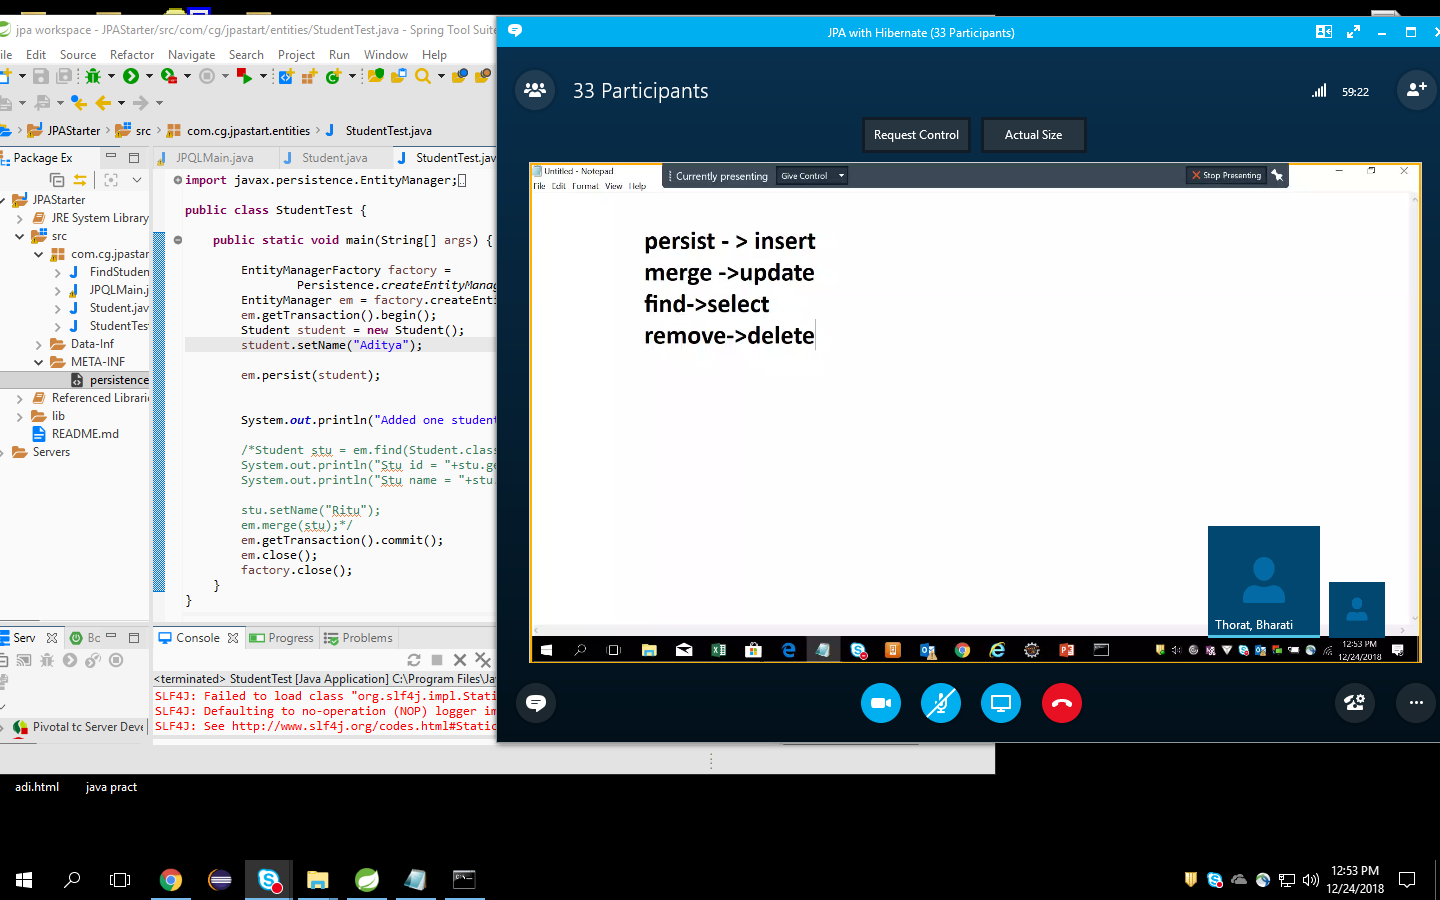 jpa workspace - JPAStarter/src/com/cg/jpastart/entities/StudentTest.java - Spring Tool Suite
Edit Source Refactor Navigate Search Project Run Window Help
JPAStarter src com.cg.jpastart.entities StudentTest.java
Package Ex
JPAStarter
JRE System Library
src
com.cg.jpastar
FindStuden
JPQLMain.j
Student.jav
StudentTes
Data-Inf
META-INF
persistence
Referenced Librarie
lib
README.md
Servers
JPQLMain.java Student.java StudentTest.jav
import javax.persistence.EntityManager;
public class StudentTest {
public static void main(String[] args) {
EntityManagerFactory factory =
Persistence.createEntityManag
EntityManager em = factory.createEnti
em.getTransaction().begin();
Student student = new Student();
student.setName("Aditya");
em.persist(student);
System.out.println("Added one student
/*Student stu = em.find(Student.class
System.out.println("Stu id = "+stu.ge
System.out.println("Stu name = "+stu.
stu.setName("Ritu");
em.merge(stu);*/
em.getTransaction().commit();
em.close();
factory.close();
}
}
Serv Bc
Pivotal tc Server Deve
Console Progress Problems
<terminated> StudentTest [Java Application] C:\Program Files\Jav
SLF4J: Failed to load class "org.slf4j.impl.Stati
SLF4J: Defaulting to no-operation (NOP) logger im
SLF4J: See http://www.slf4j.org/codes.html#Static
JPA with Hibernate (33 Participants)
33 Participants
59:22
Request Control Actual Size
Untitled - Notepad
Currently presenting Give Control Stop Presenting
File Edit Format View Help
persist - > insert
merge ->update
find->select
remove->delete
Thorat, Bharati
12:53 PM
12/24/2018
adi.html java pract
12:53 PM
12/24/2018